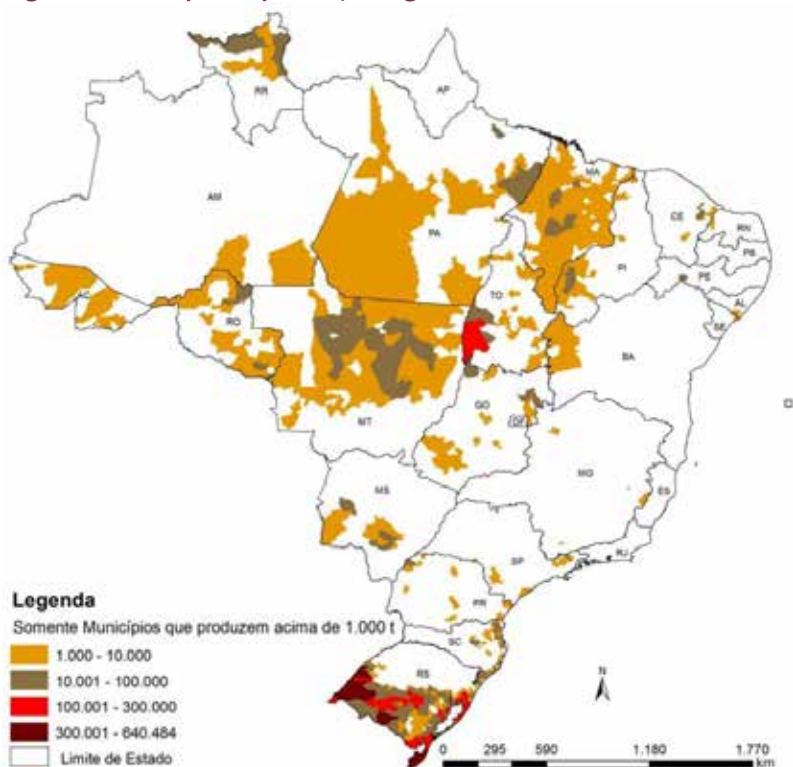 RR
AP
AM
PA
MA
CE
RN
PB
PE
AL
SE
PI
TO
AC
RO
BA
MT
GO
DF
MG
ES
MS
SP
RJ
PR
SC
RS
Legenda
Somente Municípios que produzem acima de 1.000 t
1.000 - 10.000
10.001 - 100.000
100.001 - 300.000
300.001 - 640.484
Limite de Estado
N
0 295 590 1.180 1.770
km